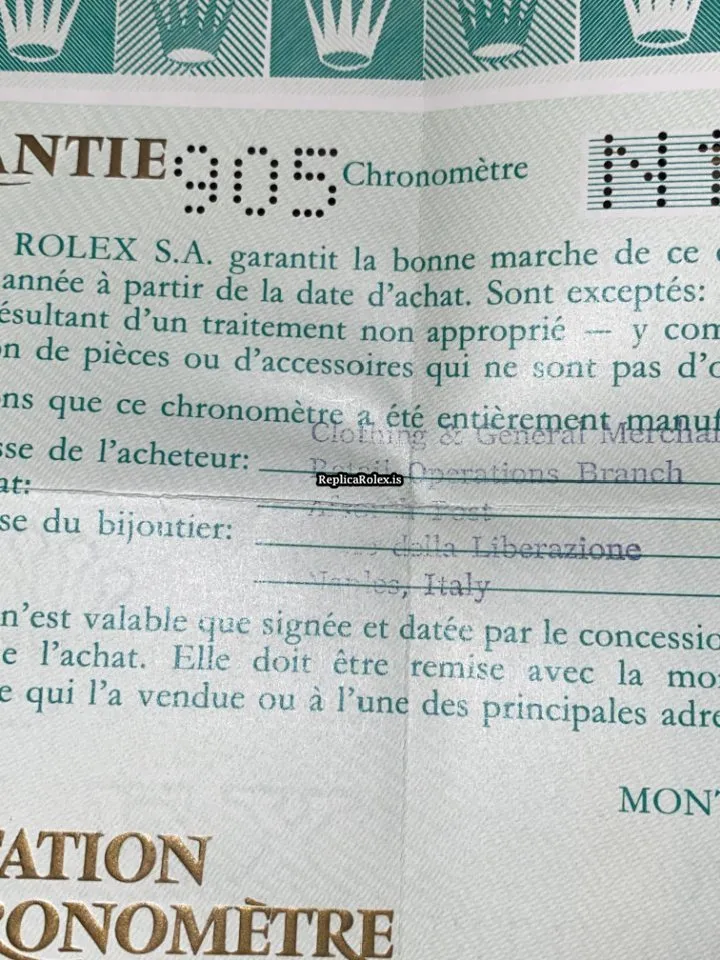 ANTIE 905 Chronomètre N1
ROLEX S.A. garantit la bonne marche de ce
année à partir de la date d'achat. Sont exceptés:
ésultant d'un traitement non approprié — y com
on de pièces ou d'accessoires qui ne sont pas d'o
ns que ce chronomètre a été entièrement manuf
Clothing & General Merchan
sse de l'acheteur:
Retail Operations Branch
at:
ReplicaRolex.is
Post
se du bijoutier:
della Liberazione
Naples, Italy
n'est valable que signée et datée par le concessio
e l'achat. Elle doit être remise avec la mo
e qui l'a vendue ou à l'une des principales adre
MONT
ATION
RONOMÈTRE